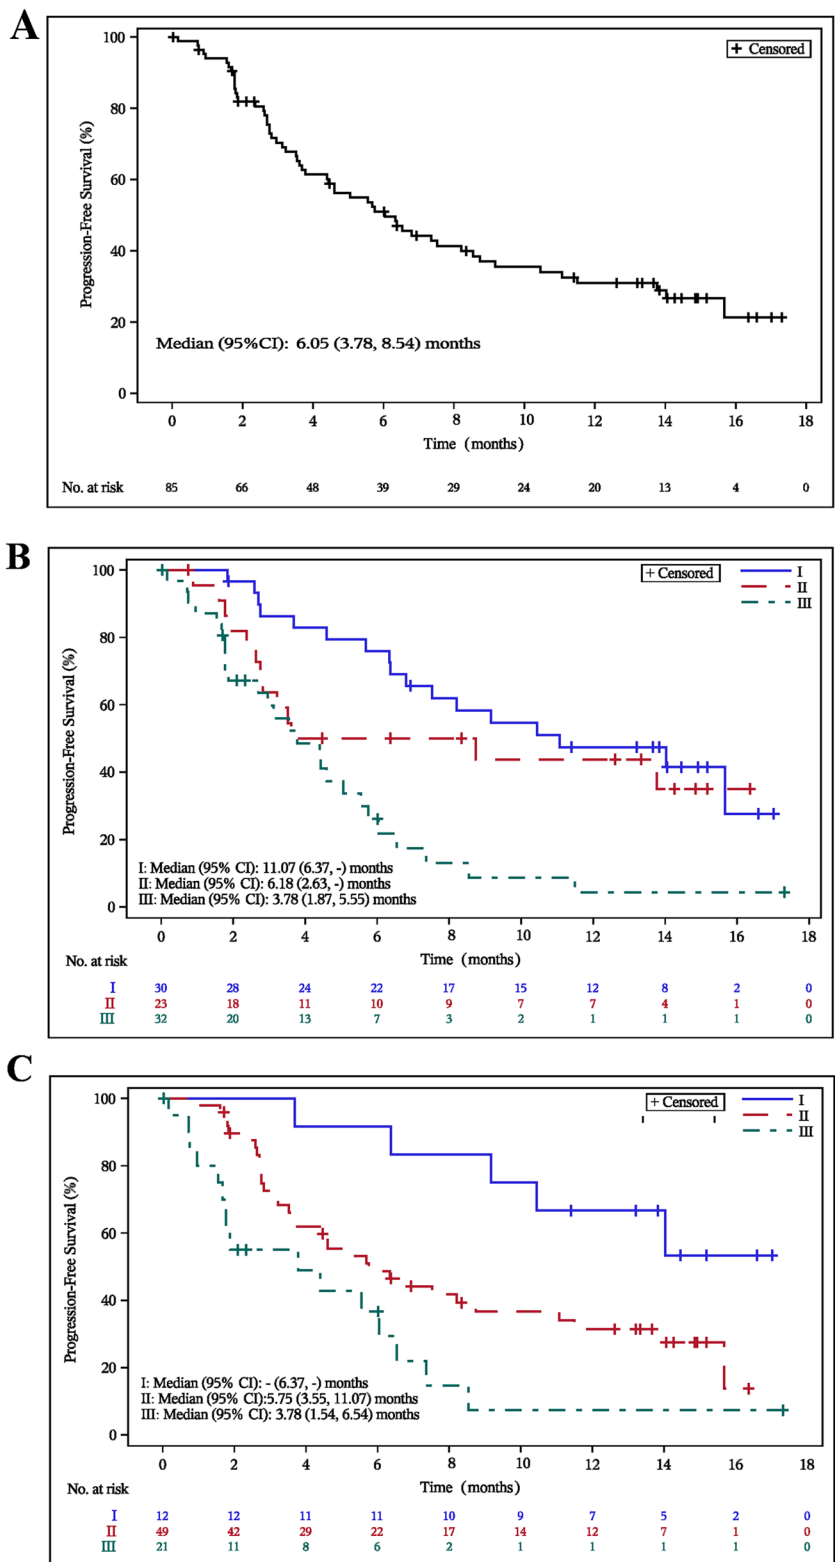 A
100
80
60
40
20
0
Progression-Free Survival (%)
+ Censored
Median (95%CI): 6.05 (3.78, 8.54) months
0 2 4 6 8 10 12 14 16 18
Time (months)
No. at risk 85 66 48 39 29 24 20 13 4 0
B
100
80
60
40
20
0
Progression-Free Survival (%)
+ Censored
I
II
III
I: Median (95% CI): 11.07 (6.37, -) months
II: Median (95% CI): 6.18 (2.63, -) months
III: Median (95% CI): 3.78 (1.87, 5.55) months
0 2 4 6 8 10 12 14 16 18
Time (months)
No. at risk
I 30 28 24 22 17 15 12 8 2 0
II 23 18 11 10 9 7 7 4 1 0
III 32 20 13 7 3 2 1 1 1 0
C
100
80
60
40
20
0
Progression-Free Survival (%)
+ Censored
I
II
III
I: Median (95% CI): - (6.37, -) months
II: Median (95% CI):5.75 (3.55, 11.07) months
III: Median (95% CI): 3.78 (1.54, 6.54) months
0 2 4 6 8 10 12 14 16 18
Time (months)
No. at risk
I 12 12 11 11 10 9 7 5 2 0
II 49 42 29 22 17 14 12 7 1 0
III 21 11 8 6 2 1 1 1 1 0